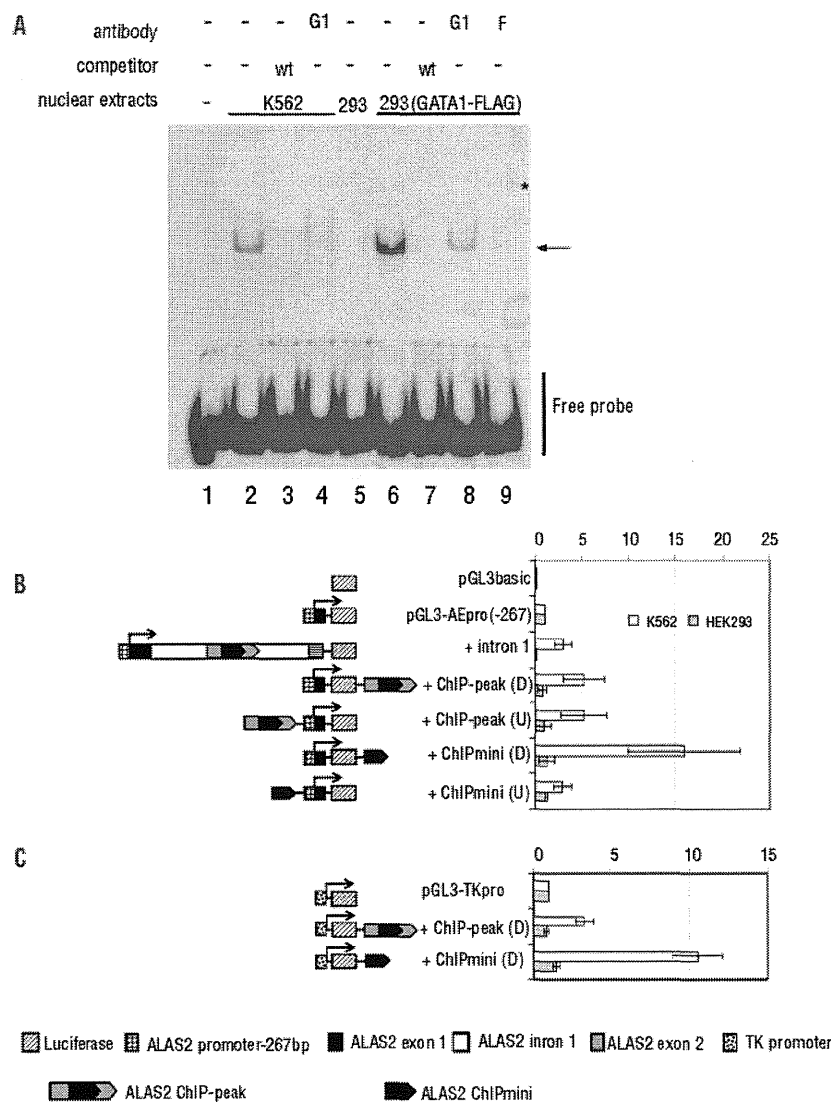 A
antibody - - - G1 - - - G1 F
competitor - - wt - - - wt - -
nuclear extracts - K562 293 293(GATA1-FLAG)
*
Free probe
1 2 3 4 5 6 7 8 9
B
0 5 10 15 20 25
pGL3basic
pGL3-AEpro(-267)
K562 HEK293
+ intron 1
+ ChIP-peak (D)
+ ChIP-peak (U)
+ ChIPmini (D)
+ ChIPmini (U)
C
0 5 10 15
pGL3-TKpro
+ ChIP-peak (D)
+ ChIPmini (D)
Luciferase ALAS2 promoter-267bp ALAS2 exon 1 ALAS2 inron 1 ALAS2 exon 2 TK promoter
ALAS2 ChIP-peak ALAS2 ChIPmini